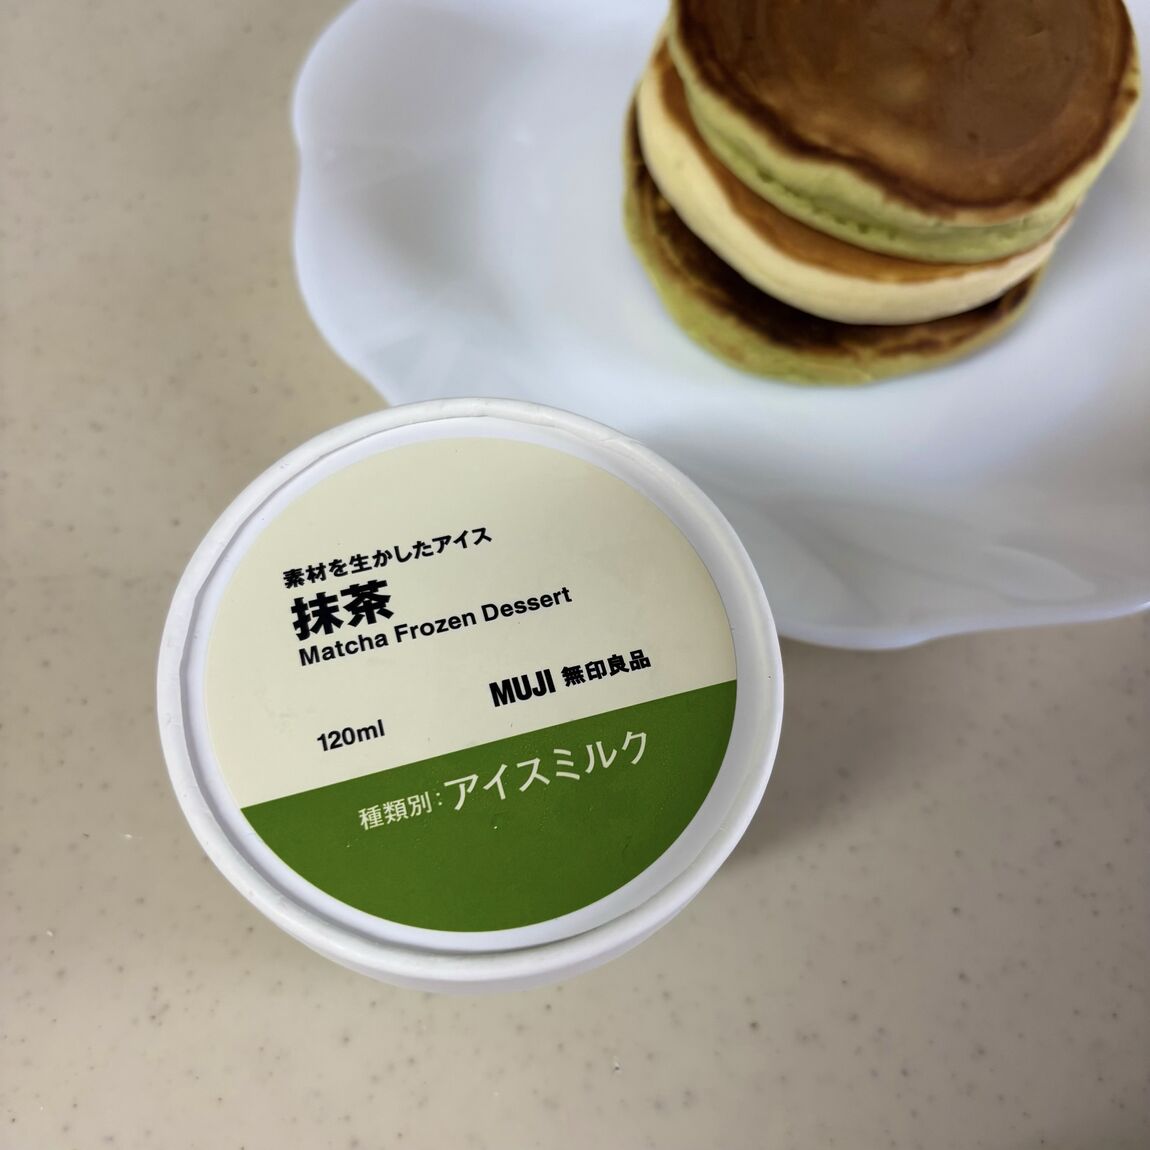 素材を生かしたアイス
抹茶
Matcha Frozen Dessert
MUJI 無印良品
120ml
種類別:アイスミルク